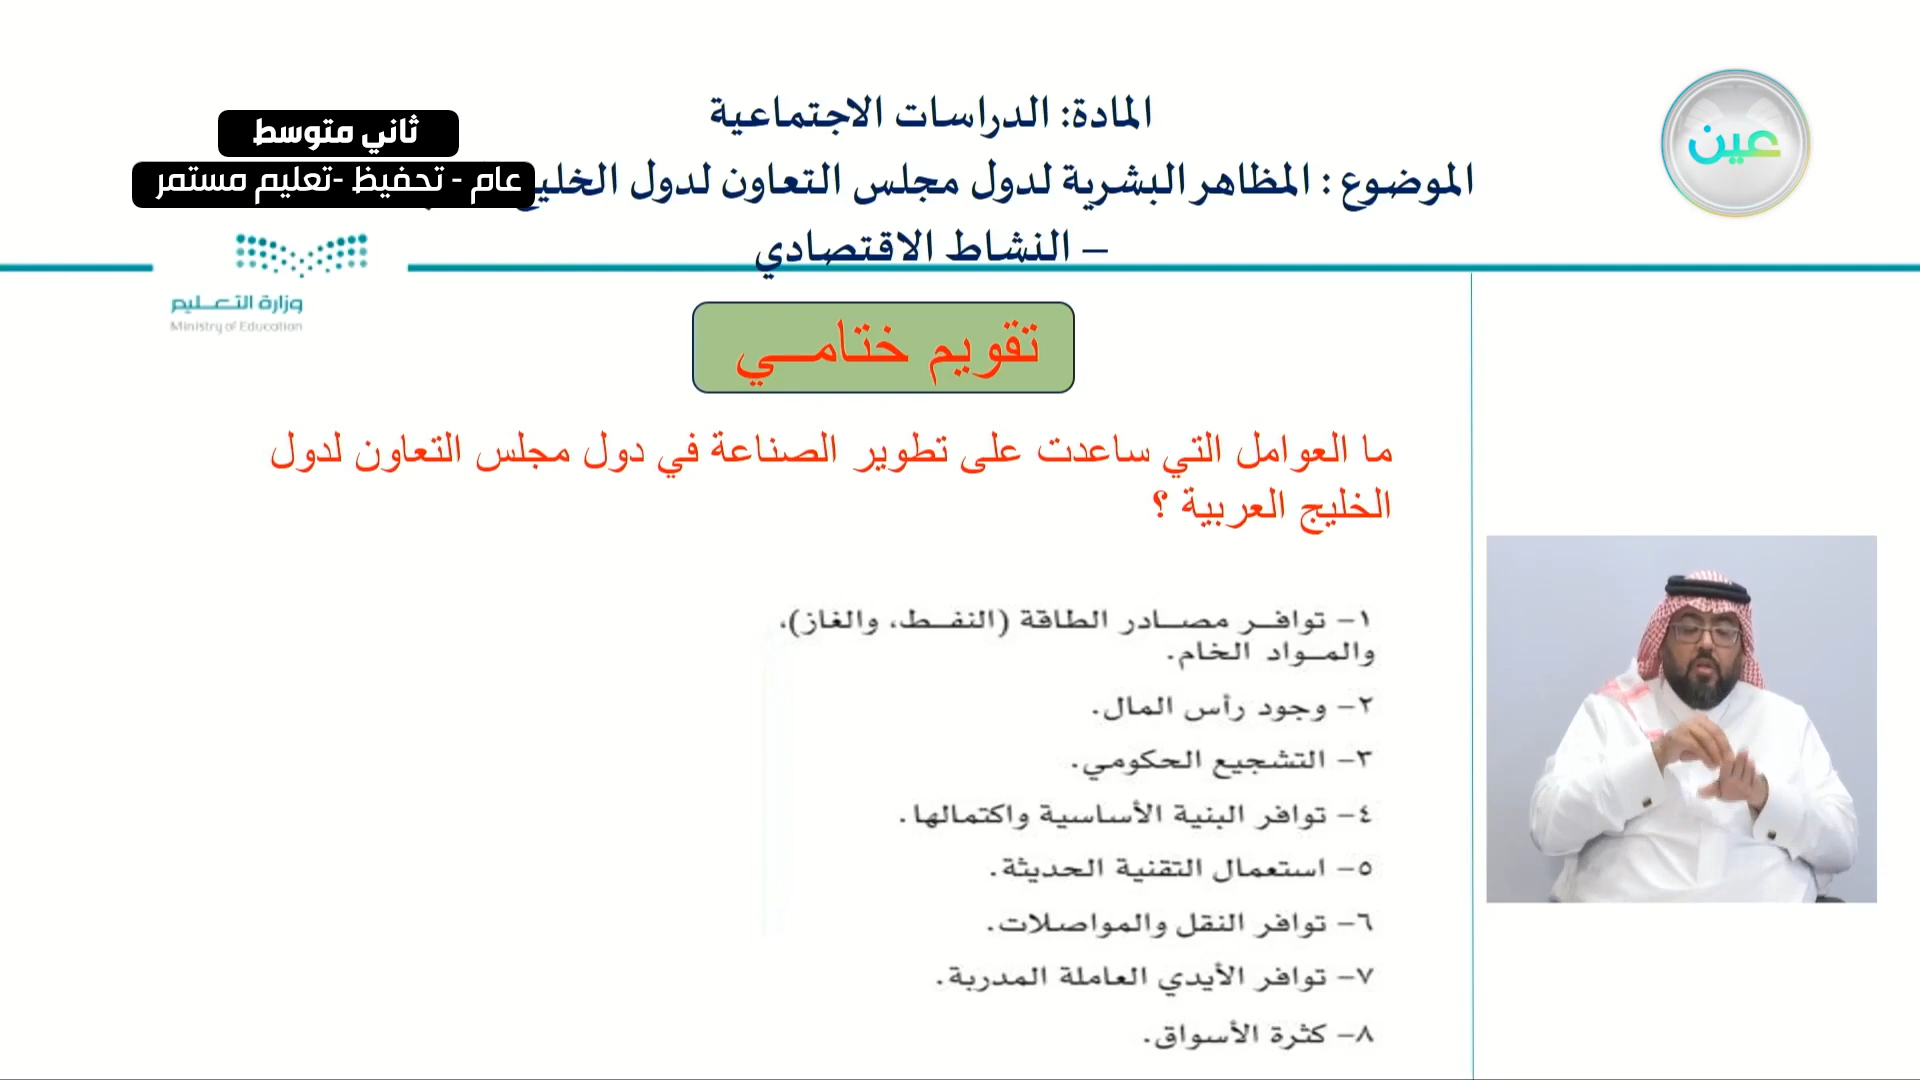 المادة: الدراسات الاجتماعية
ثاني متوسط
عين
الموضوع : المظاهر البشرية لدول مجلس التعاون لدول الخليج
عام - تحفيظ -تعليم مستمر
– النشاط الاقتصادي
وزارة التعليم
Ministry of Education
تقويم ختامي
ما العوامل التي ساعدت على تطوير الصناعة في دول مجلس التعاون لدول
الخليج العربية ؟
١- توافر مصادر الطاقة (النفط، والغاز)،
والمواد الخام.
٢- وجود رأس المال.
٣- التشجيع الحكومي.
٤- توافر البنية الأساسية واكتمالها.
٥- استعمال التقنية الحديثة.
٦- توافر النقل والمواصلات.
٧- توافر الأيدي العاملة المدربة.
٨- كثرة الأسواق.